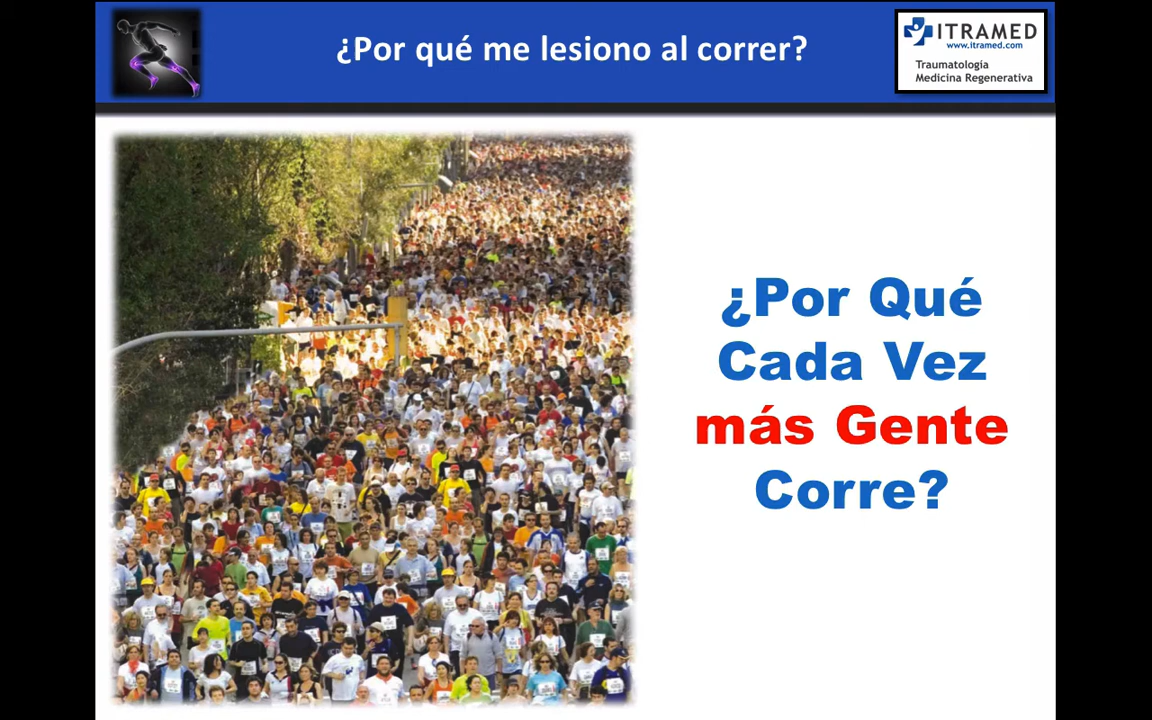 ¿Por qué me lesiono al correr?
ITRAMED
www.itramed.com
Traumatología
Medicina Regenerativa
¿Por Qué
Cada Vez
más Gente
Corre?